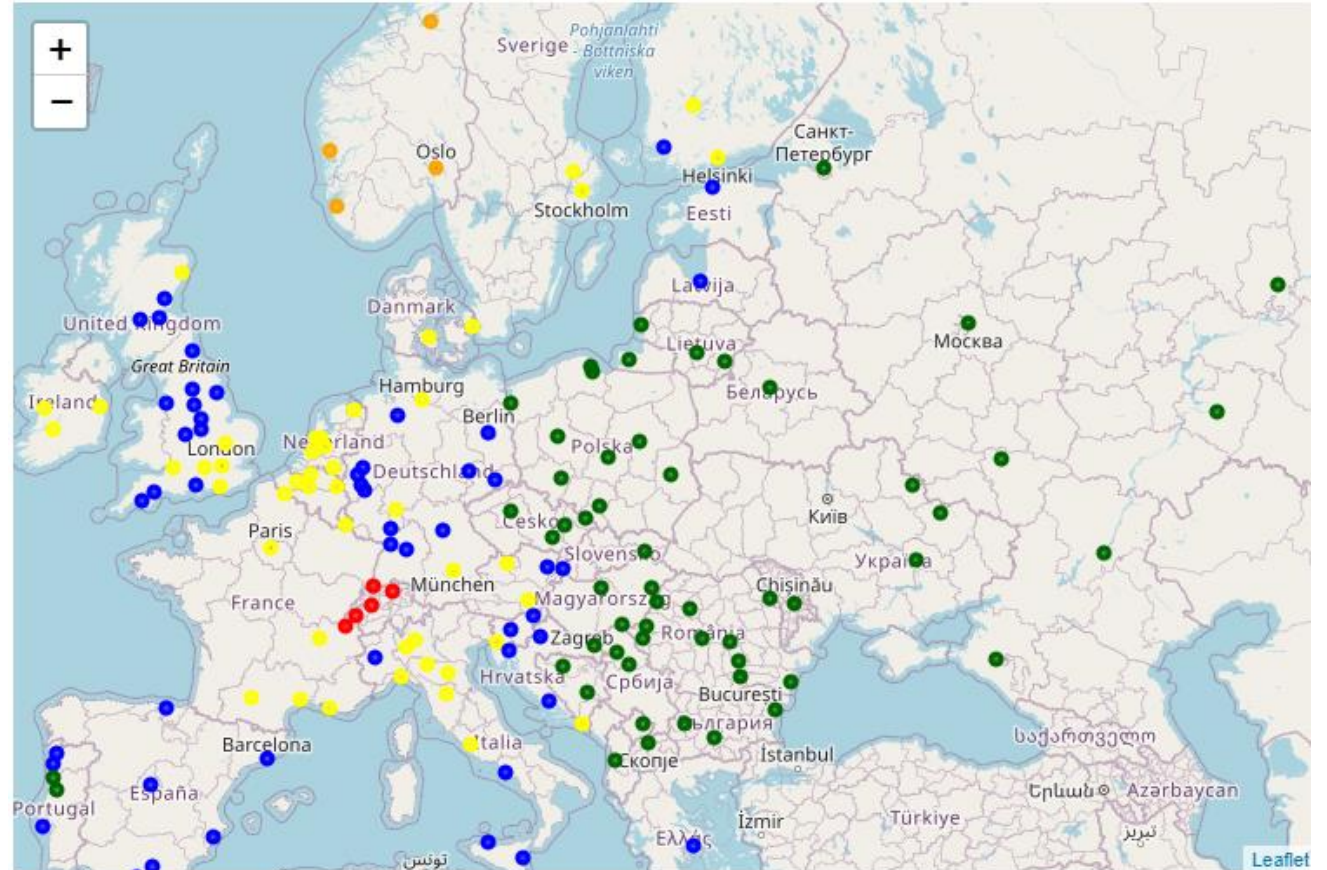 +
−
Sverige
Pohjanlahti
- Bottniska
viken
Oslo
Санкт-
Петербург
Helsinki
Stockholm
Eesti
Latvija
Danmark
United Kingdom
Great Britain
Москва
Lietuva
Hamburg
Беларусь
Ireland
Berlin
Nederland
London
Polska
Deutschland
Київ
Paris
Česko
Slovensko
Україна
München
Chișinău
France
Magyarország
Zagreb
România
Hrvatska
Србија
București
България
Barcelona
Italia
Скопје
İstanbul
საქართველო
España
Երևան
Azərbaycan
Portugal
Türkiye
İzmir
Ελλάς
تبریز
تونس
Leaflet